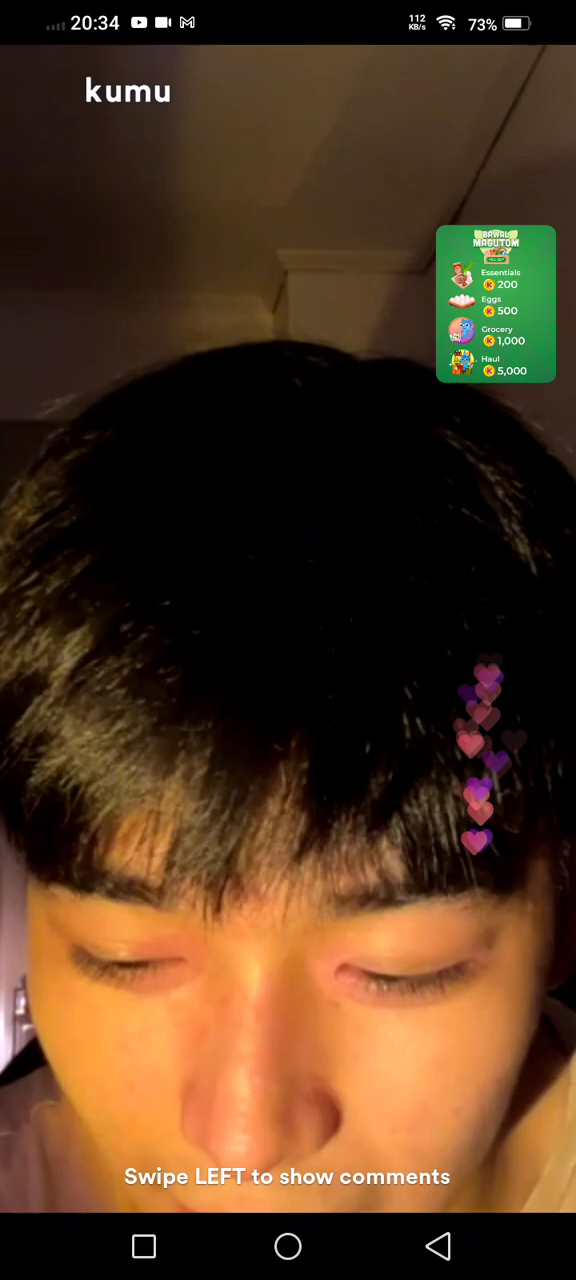 20:34
112
KB/s
73%
kumu
BAWAL
MAGUTOM
Essentials
K 200
Eggs
K 500
Grocery
K 1,000
Haul
K 5,000
Swipe LEFT to show comments